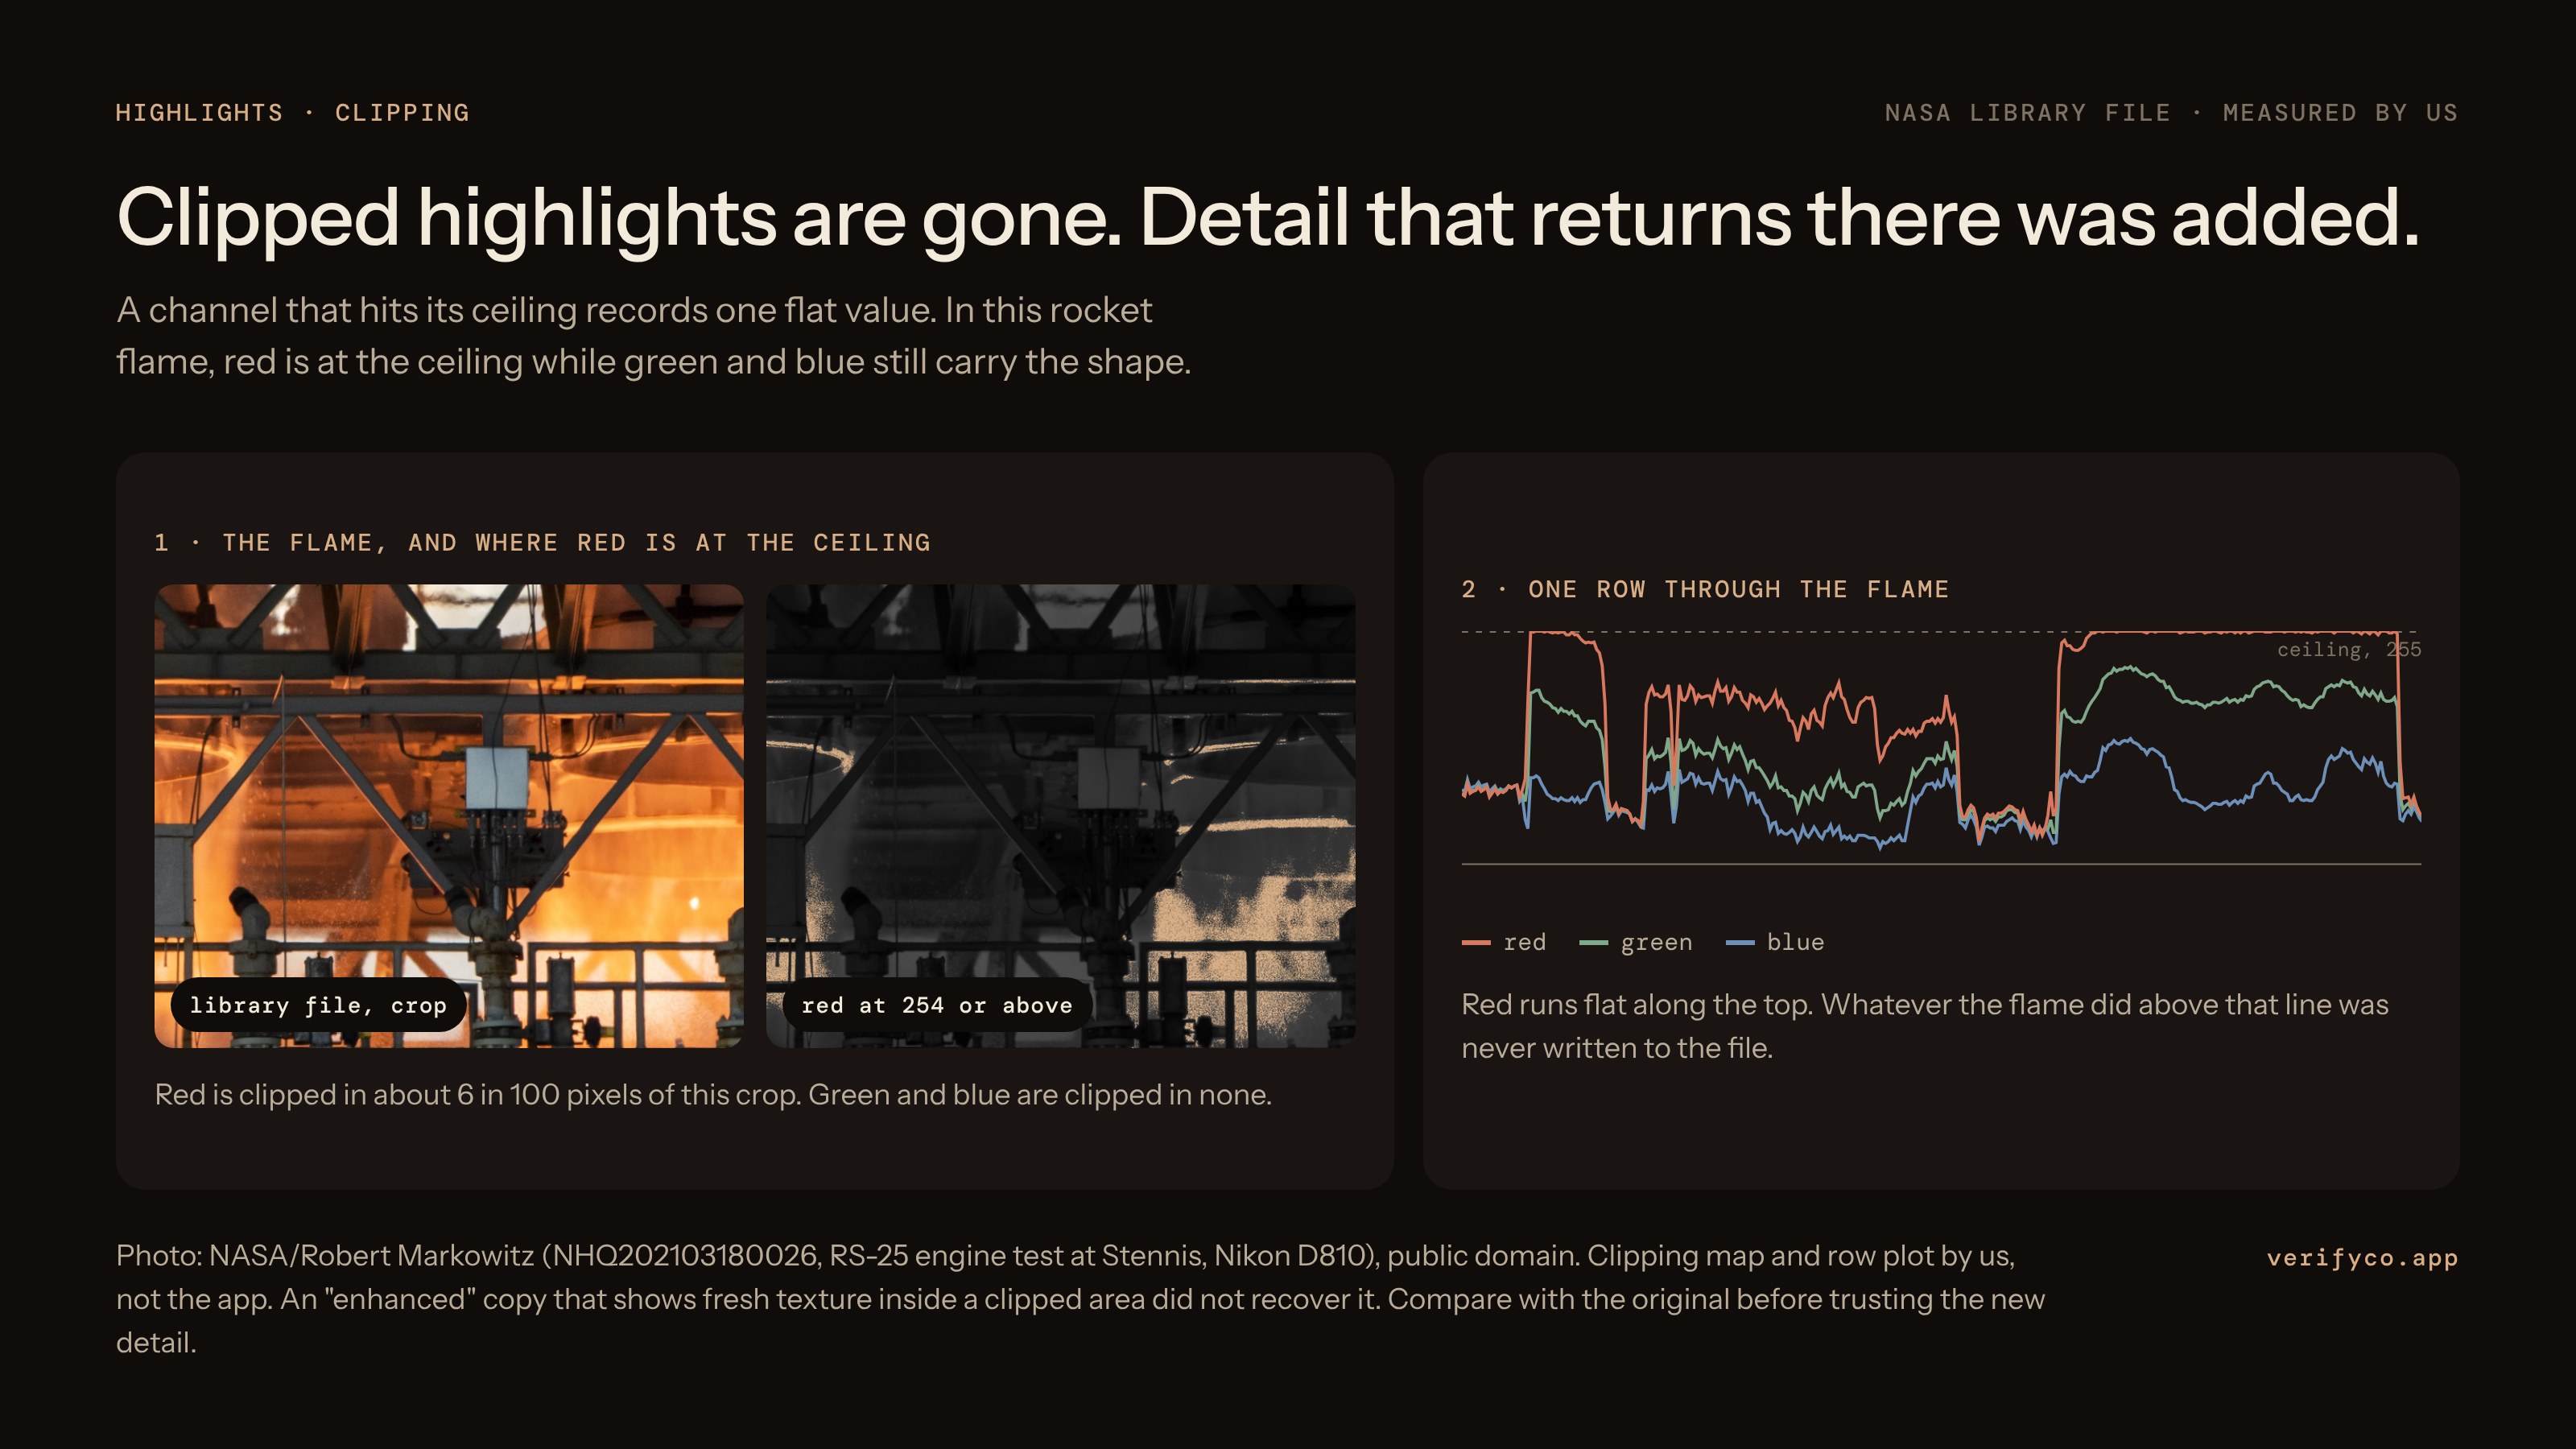 HIGHLIGHTS · CLIPPING
NASA LIBRARY FILE · MEASURED BY US
Clipped highlights are gone. Detail that returns there was added.
A channel that hits its ceiling records one flat value. In this rocket
flame, red is at the ceiling while green and blue still carry the shape.
1 · THE FLAME, AND WHERE RED IS AT THE CEILING
library file, crop
red at 254 or above
Red is clipped in about 6 in 100 pixels of this crop. Green and blue are clipped in none.
2 · ONE ROW THROUGH THE FLAME
ceiling, 255
red green blue
Red runs flat along the top. Whatever the flame did above that line was
never written to the file.
Photo: NASA/Robert Markowitz (NHQ202103180026, RS-25 engine test at Stennis, Nikon D810), public domain. Clipping map and row plot by us,
not the app. An "enhanced" copy that shows fresh texture inside a clipped area did not recover it. Compare with the original before trusting the new
detail.
verifyco.app